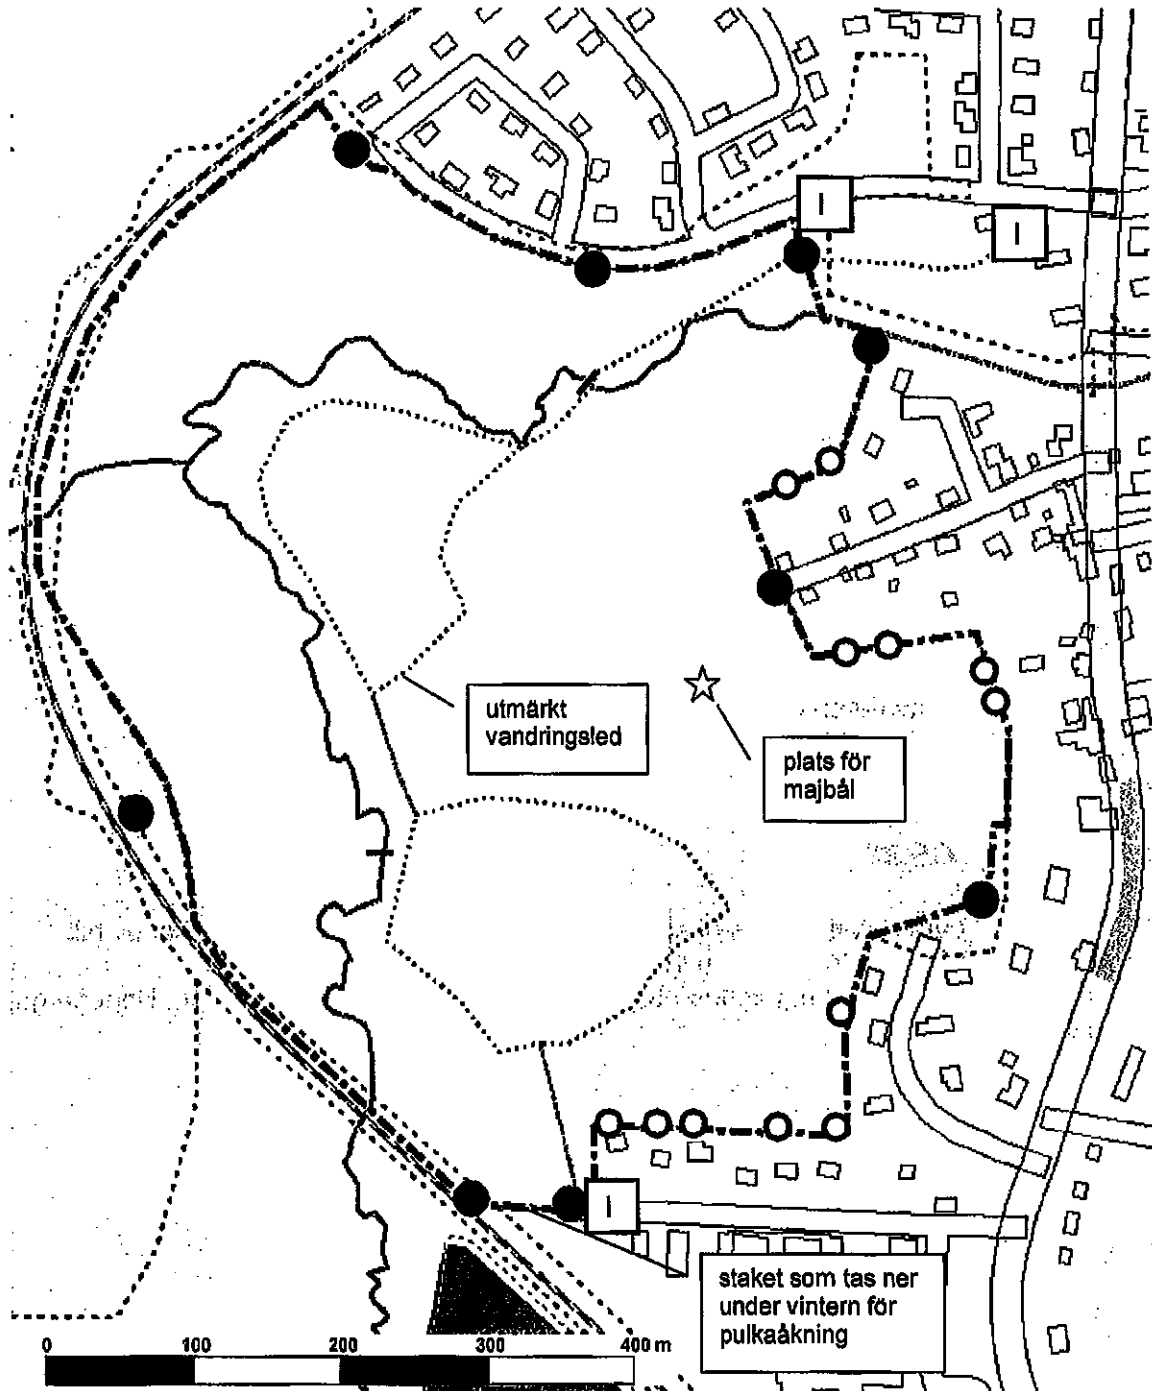 I
I
utmärkt
vandringsled
plats för
majbål
I
staket som tas ner
under vintern för
pulkaåkning
0 100 200 300 400 m